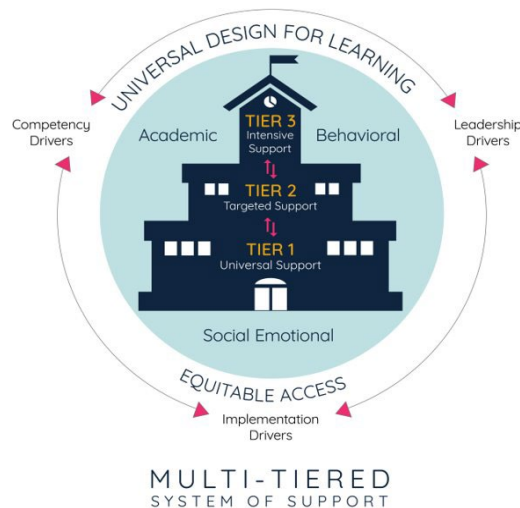 UNIVERSAL DESIGN FOR LEARNING
Competency
Drivers
Academic
TIER 3
Intensive
Support
Behavioral
Leadership
Drivers
TIER 2
Targeted Support
TIER 1
Universal Support
Social Emotional
EQUITABLE ACCESS
Implementation
Drivers
MULTI-TIERED
SYSTEM OF SUPPORT